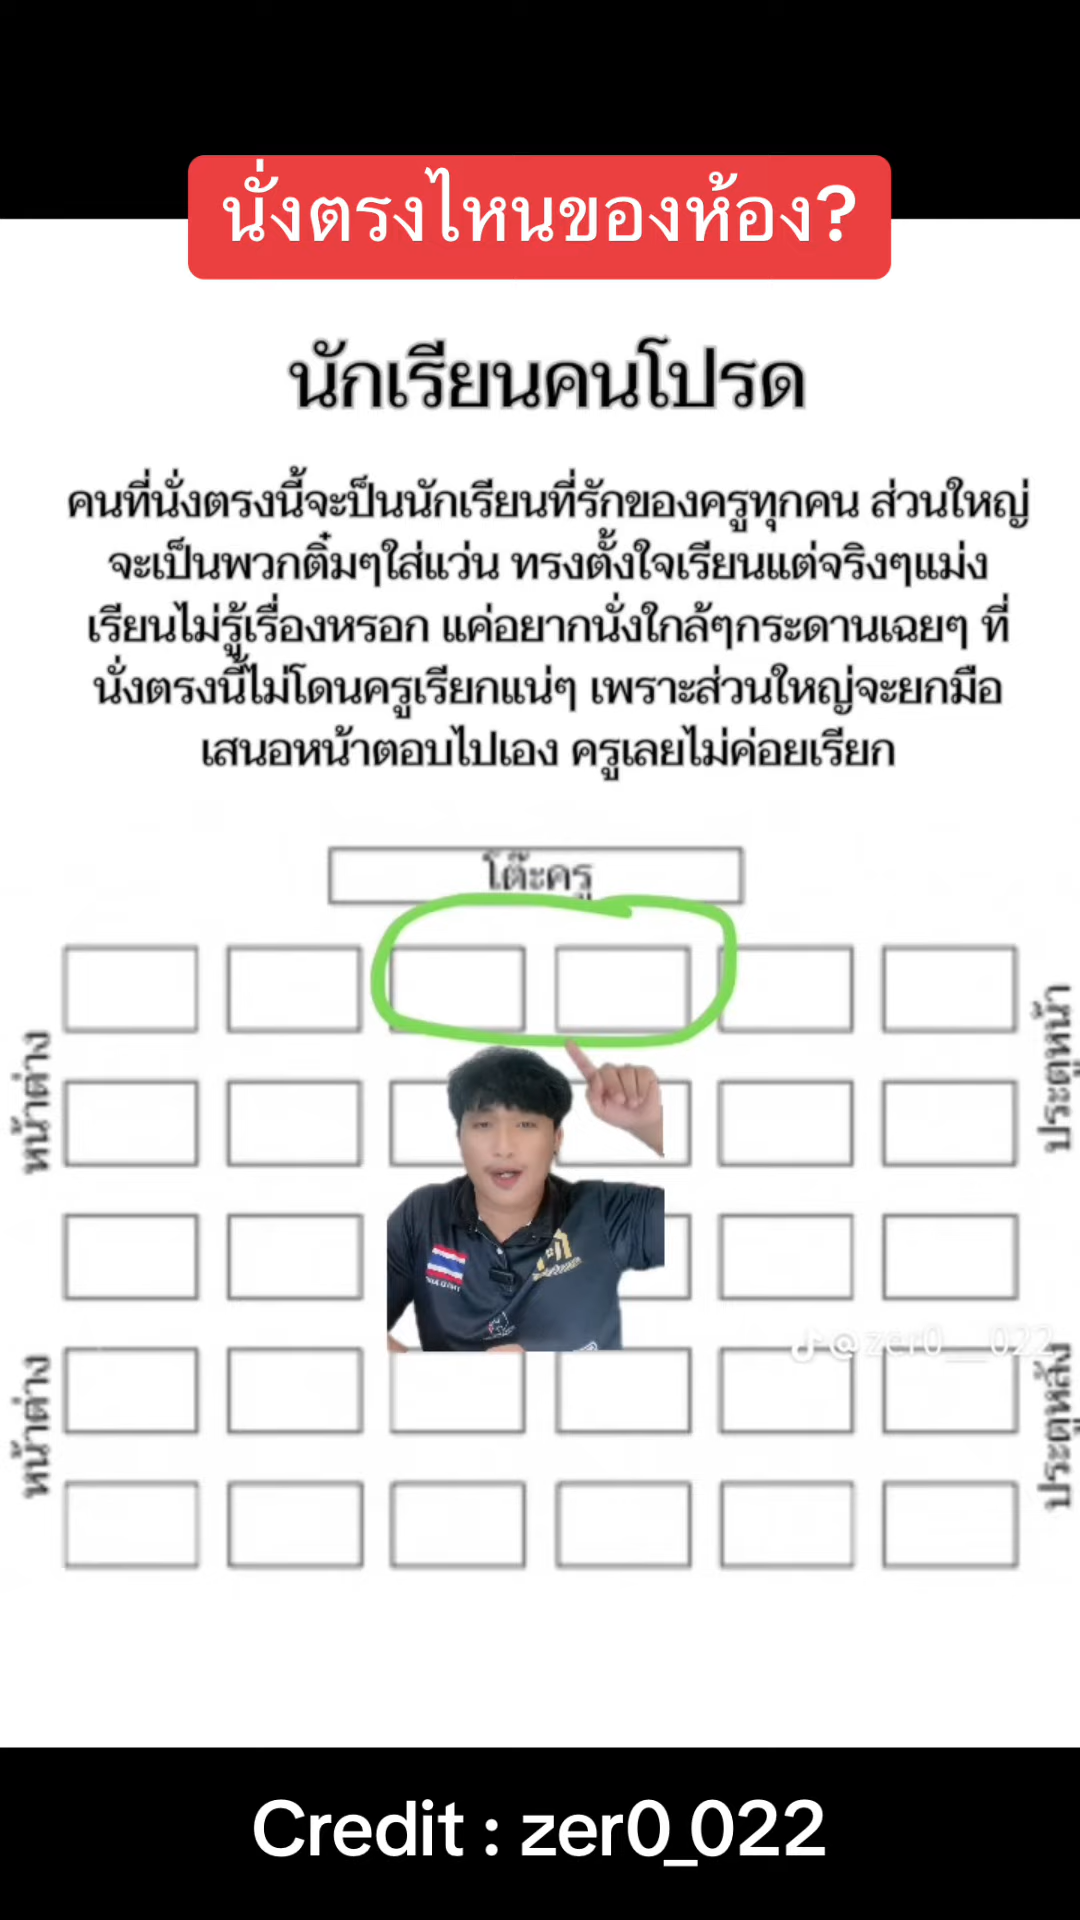 นั่งตรงไหนของห้อง?
นักเรียนคนโปรด
คนที่นั่งตรงนี้จะป็นนักเรียนที่รักของครูทุกคน ส่วนใหญ่
จะเป็นพวกติ๋มๆใส่แว่น ทรงตั้งใจเรียนแต่จริงๆแม่ง
เรียนไม่รู้เรื่องหรอก แค่อยากนั่งใกล้ๆกระดานเฉยๆ ที่
นั่งตรงนี้ไม่โดนครูเรียกแน่ๆ เพราะส่วนใหญ่จะยกมือ
เสนอหน้าตอบไปเอง ครูเลยไม่ค่อยเรียก
โต๊ะครู
หน้าต่าง
ประตูหน้า
@zer0__022
หน้าต่าง
ประตูหลัง
Credit : zer0_022